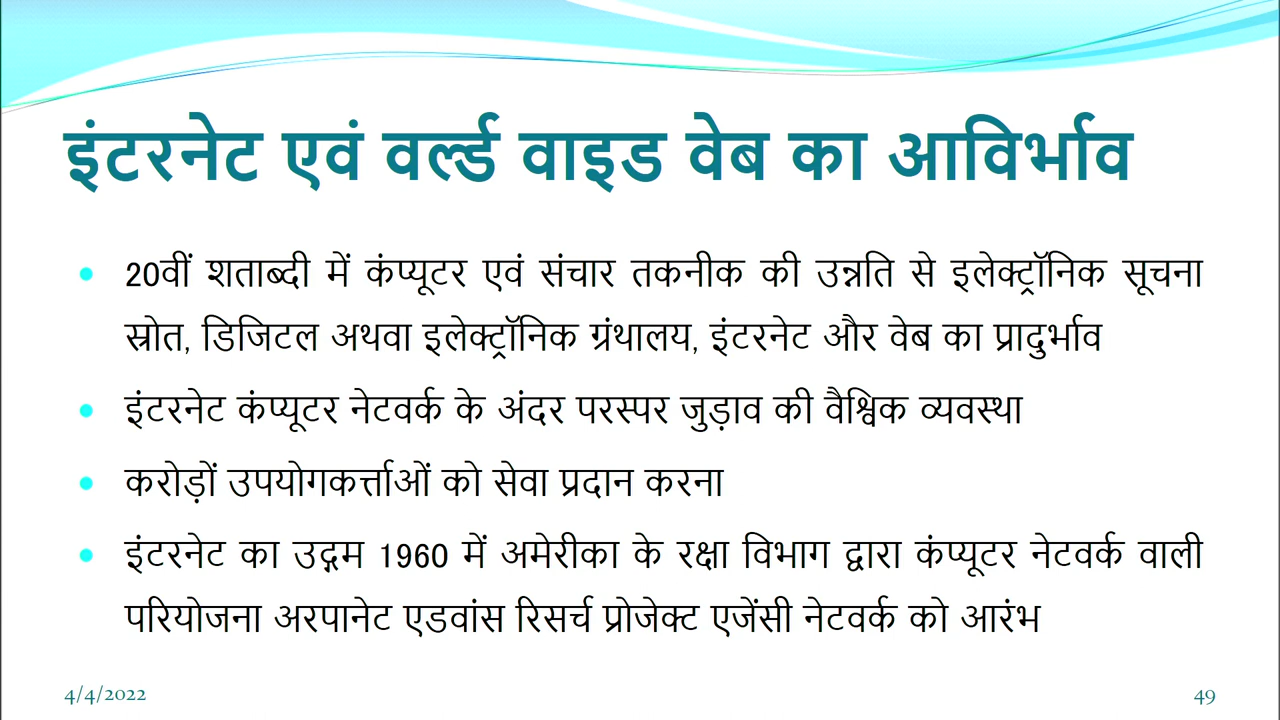 इंटरनेट एवं वर्ल्ड वाइड वेब का आविर्भाव
• 20वीं शताब्दी में कंप्यूटर एवं संचार तकनीक की उन्नति से इलेक्ट्रॉनिक सूचना
स्रोत, डिजिटल अथवा इलेक्ट्रॉनिक ग्रंथालय, इंटरनेट और वेब का प्रादुर्भाव
• इंटरनेट कंप्यूटर नेटवर्क के अंदर परस्पर जुड़ाव की वैश्विक व्यवस्था
• करोड़ों उपयोगकर्त्ताओं को सेवा प्रदान करना
• इंटरनेट का उद्गम 1960 में अमेरीका के रक्षा विभाग द्वारा कंप्यूटर नेटवर्क वाली
परियोजना अरपानेट एडवांस रिसर्च प्रोजेक्ट एजेंसी नेटवर्क को आरंभ
4/4/2022
49